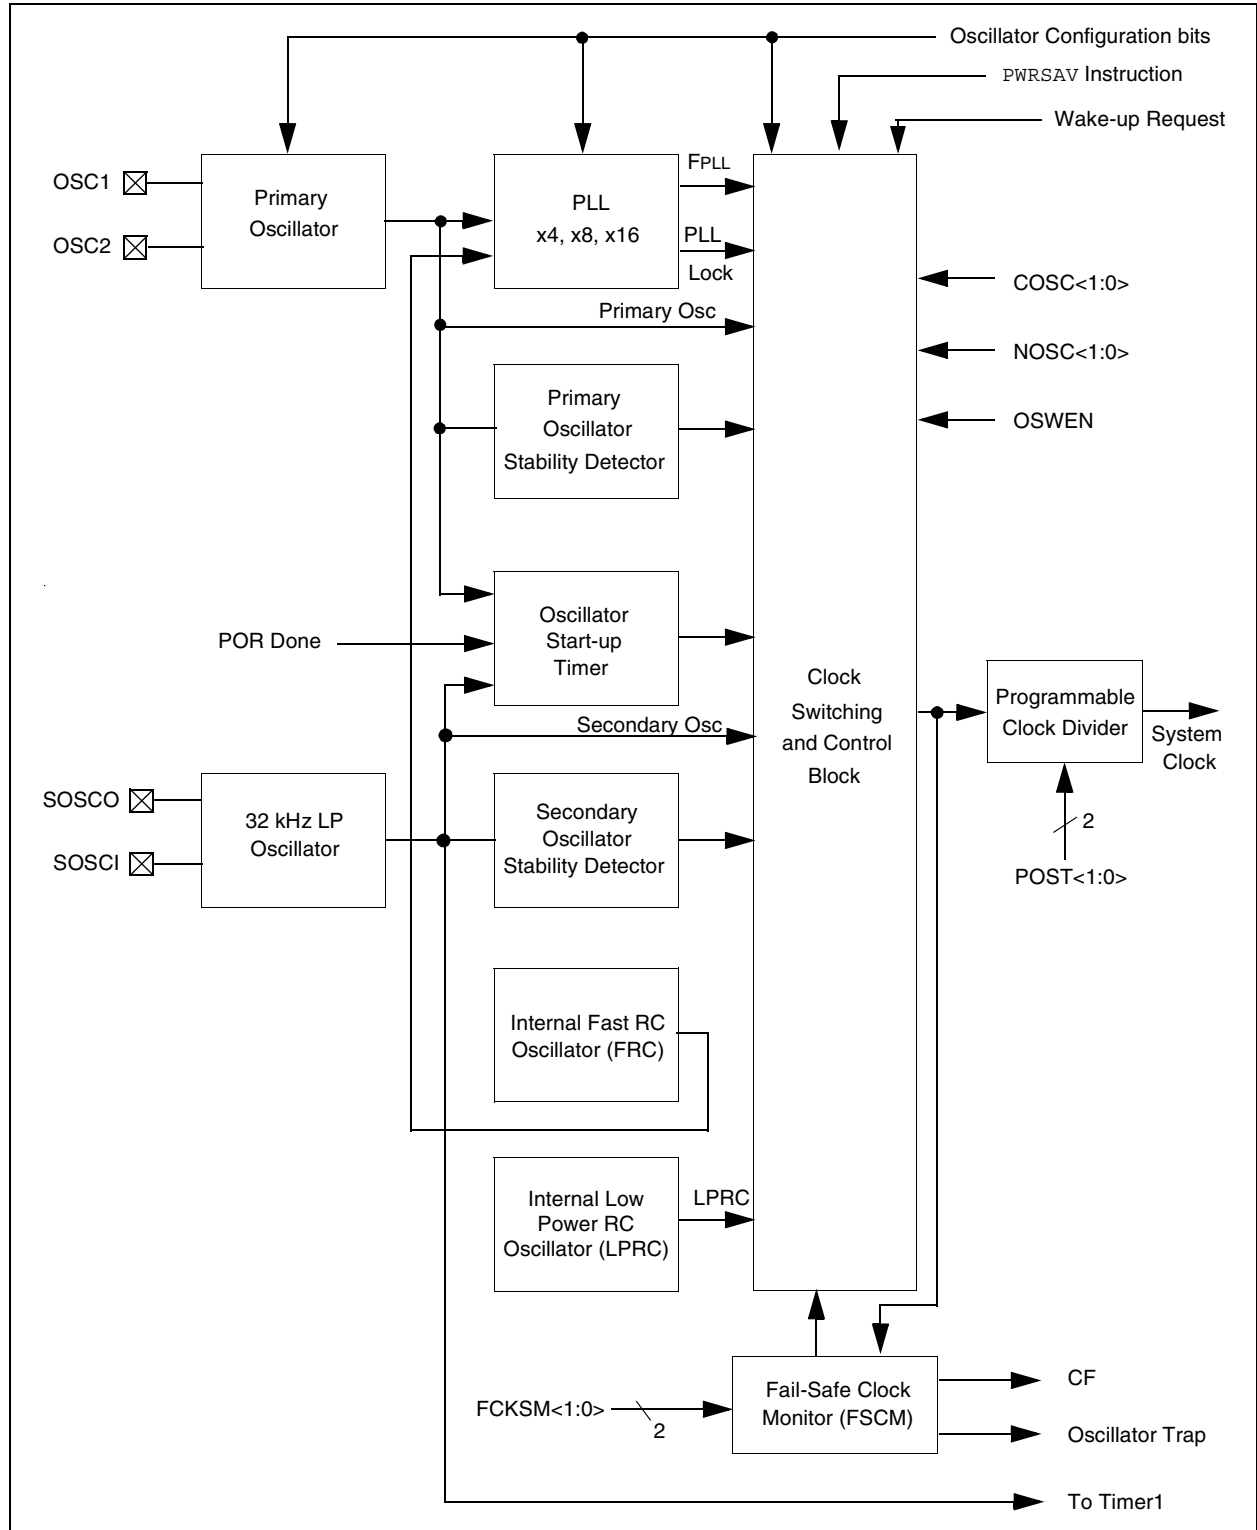 Oscillator Configuration bits
PWRSAV Instruction
Wake-up Request
OSC1
OSC2
Primary
Oscillator
PLL
x4, x8, x16
FPLL
PLL
Lock
COSC<1:0>
Primary Osc
NOSC<1:0>
Primary
Oscillator
Stability Detector
OSWEN
POR Done
Oscillator
Start-up
Timer
Clock
Switching
and Control
Block
Programmable
Clock Divider
System
Clock
Secondary Osc
SOSCO
SOSCI
32 kHz LP
Oscillator
Secondary
Oscillator
Stability Detector
2
POST<1:0>
Internal Fast RC
Oscillator (FRC)
Internal Low
Power RC
Oscillator (LPRC)
LPRC
FCKSM<1:0>
2
Fail-Safe Clock
Monitor (FSCM)
CF
Oscillator Trap
To Timer1